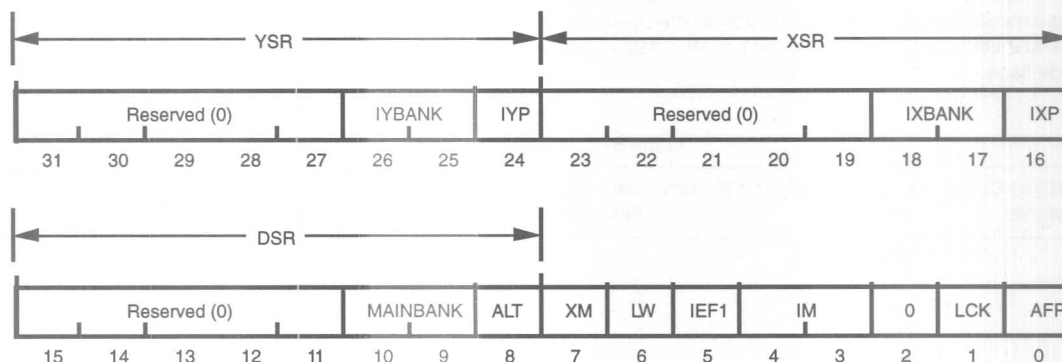 YSR XSR
Reserved (0) IYBANK IYP Reserved (0) IXBANK IXP
31 30 29 28 27 26 25 24 23 22 21 20 19 18 17 16
DSR
Reserved (0) MAINBANK ALT XM LW IEF1 IM 0 LCK AFP
15 14 13 12 11 10 9 8 7 6 5 4 3 2 1 0